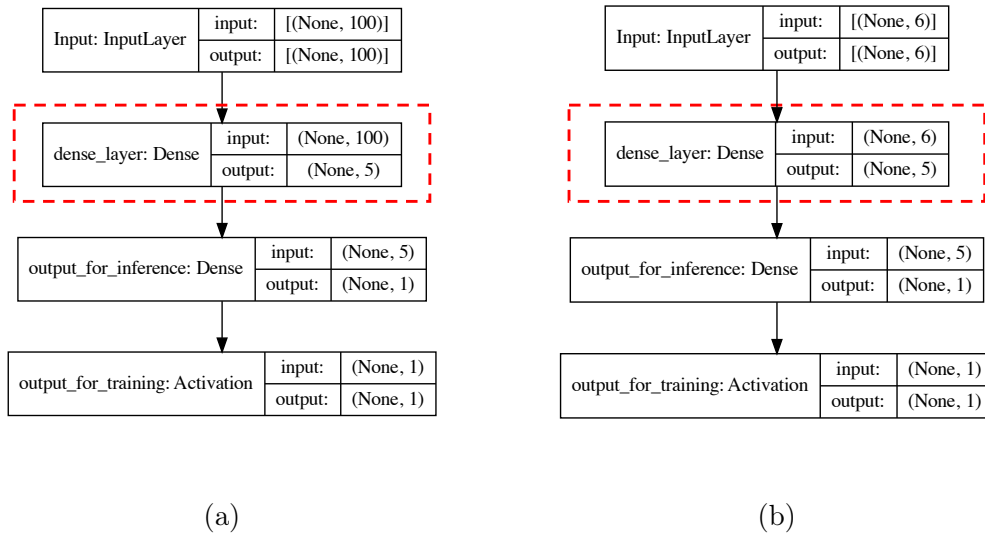 Input: InputLayer
input: [(None, 100)]
output: [(None, 100)]
dense_layer: Dense
input: (None, 100)
output: (None, 5)
output_for_inference: Dense
input: (None, 5)
output: (None, 1)
output_for_training: Activation
input: (None, 1)
output: (None, 1)
(a)
Input: InputLayer
input: [(None, 6)]
output: [(None, 6)]
dense_layer: Dense
input: (None, 6)
output: (None, 5)
output_for_inference: Dense
input: (None, 5)
output: (None, 1)
output_for_training: Activation
input: (None, 1)
output: (None, 1)
(b)